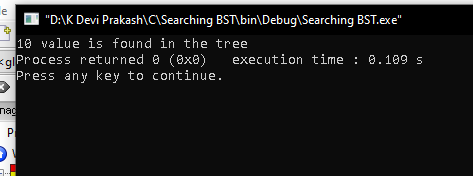 "D:\K Devi Prakash\C\Searching BST\bin\Debug\Searching BST.exe"
10 value is found in the tree
Process returned 0 (0x0)   execution time : 0.109 s
Press any key to continue.